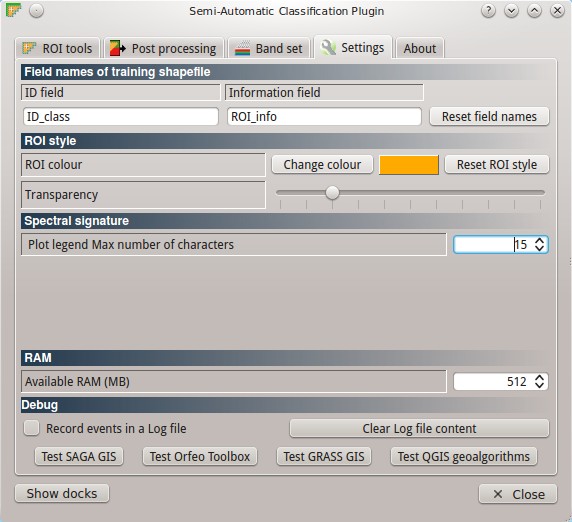 Semi-Automatic Classification Plugin
ROI tools Post processing Band set Settings About
Field names of training shapefile
ID field Information field
ID_class ROI_info Reset field names
ROI style
ROI colour Change colour Reset ROI style
Transparency
Spectral signature
Plot legend Max number of characters 15
RAM
Available RAM (MB) 512
Debug
Record events in a Log file Clear Log file content
Test SAGA GIS Test Orfeo Toolbox Test GRASS GIS Test QGIS geoalgorithms
Show docks Close